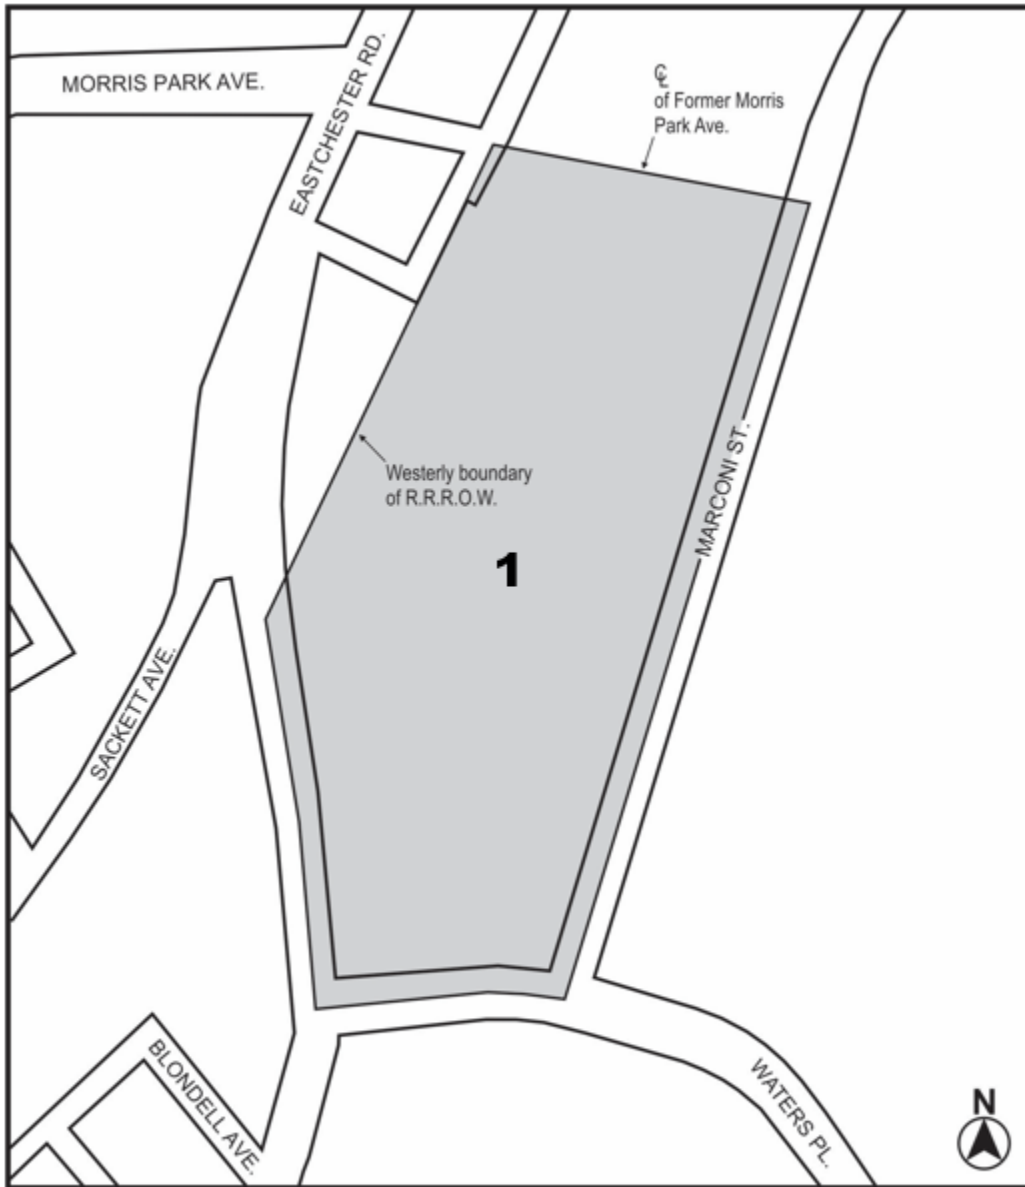 MORRIS PARK AVE.
EASTCHESTER RD.
℄
of Former Morris
Park Ave.
Westerly boundary
of R.R.R.O.W.
MARCONI ST.
1
SACKETT AVE.
BLONDELL AVE.
WATERS PL.
N